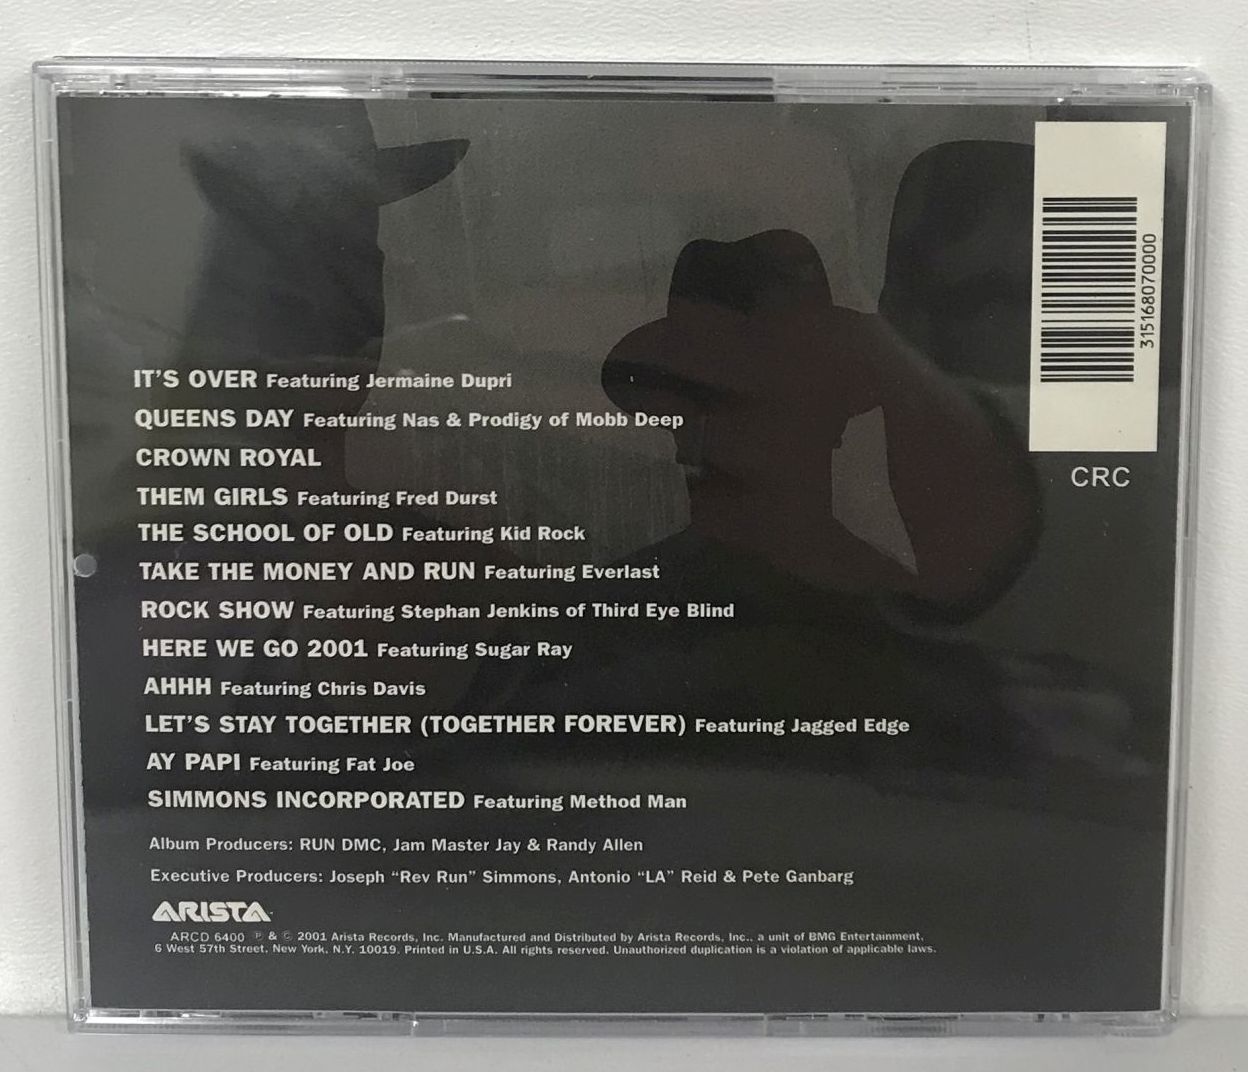 IT'S OVER Featuring Jermaine Dupri
QUEENS DAY Featuring Nas & Prodigy of Mobb Deep
CROWN ROYAL
THEM GIRLS Featuring Fred Durst
THE SCHOOL OF OLD Featuring Kid Rock
TAKE THE MONEY AND RUN Featuring Everlast
ROCK SHOW Featuring Stephan Jenkins of Third Eye Blind
HERE WE GO 2001 Featuring Sugar Ray
AHHH Featuring Chris Davis
LET'S STAY TOGETHER (TOGETHER FOREVER) Featuring Jagged Edge
AY PAPI Featuring Fat Joe
SIMMONS INCORPORATED Featuring Method Man
Album Producers: RUN DMC, Jam Master Jay & Randy Allen
Executive Producers: Joseph “Rev Run” Simmons, Antonio “LA” Reid & Pete Ganbarg
ARISTA
ARCD 6400 ℗ & © 2001 Arista Records, Inc. Manufactured and Distributed by Arista Records, Inc., a unit of BMG Entertainment,
6 West 57th Street, New York, N.Y. 10019. Printed in U.S.A. All rights reserved. Unauthorized duplication is a violation of applicable laws.
315168070000
CRC